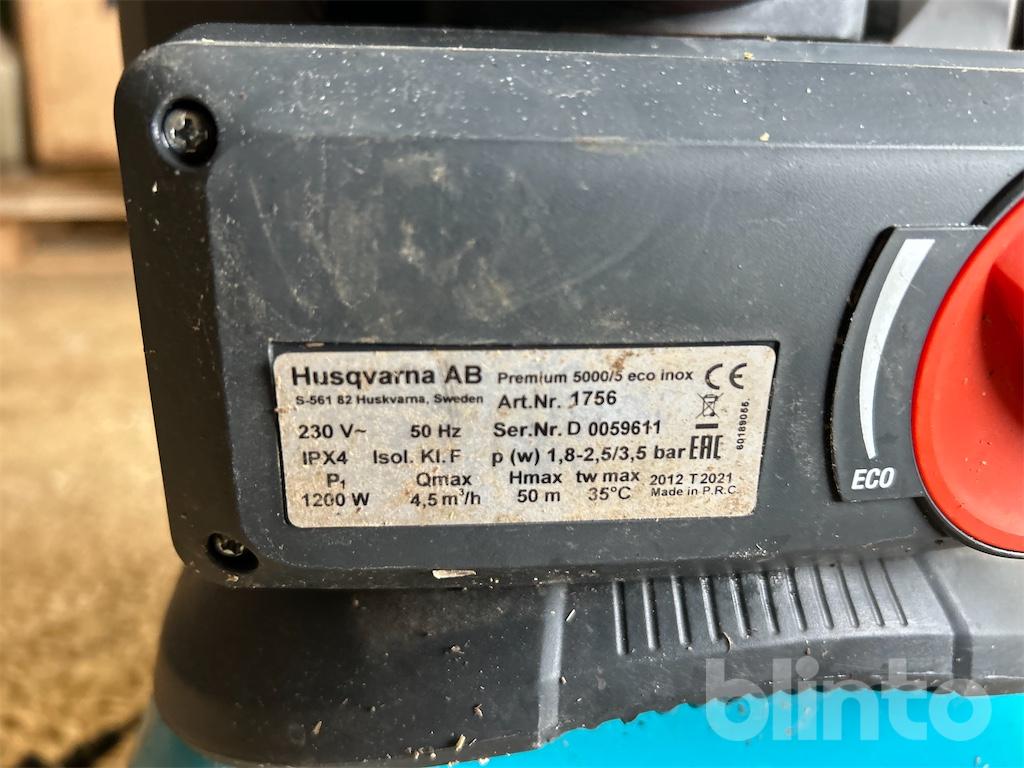 Husqvarna AB Premium 5000/5 eco inox CE
S-561 82 Huskvarna, Sweden Art.Nr. 1756
230 V~ 50 Hz Ser.Nr. D 0059611
IPX4 Isol. Kl. F p (w) 1,8-2,5/3,5 bar EAC
P₁ Qmax Hmax tw max 2012 T2021
1200 W 4,5 m³/h 50 m 35°C Made in P.R.C.
ECO
blinto